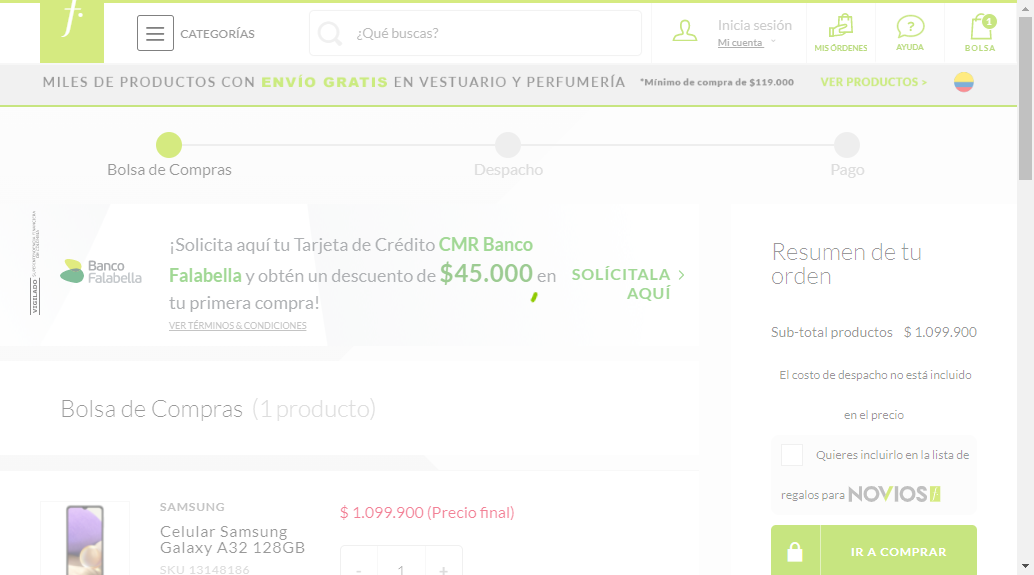 f.
CATEGORÍAS
¿Qué buscas?
Inicia sesión
Mi cuenta
MIS ÓRDENES
AYUDA
1
BOLSA
MILES DE PRODUCTOS CON ENVÍO GRATIS EN VESTUARIO Y PERFUMERÍA *Mínimo de compra de $119.000 VER PRODUCTOS >
Bolsa de Compras
Despacho
Pago
VIGILADO
Banco
Falabella
¡Solicita aquí tu Tarjeta de Crédito CMR Banco
Falabella y obtén un descuento de $45.000 en
tu primera compra!
VER TÉRMINOS & CONDICIONES
SOLÍCITALA >
AQUÍ
Bolsa de Compras (1 producto)
SAMSUNG
Celular Samsung
Galaxy A32 128GB
SKU 13148186
$ 1.099.900 (Precio final)
- 1 +
Resumen de tu
orden
Sub-total productos $ 1.099.900
El costo de despacho no está incluido
en el precio
Quieres incluirlo en la lista de
regalos para NOVIOS f
IR A COMPRAR